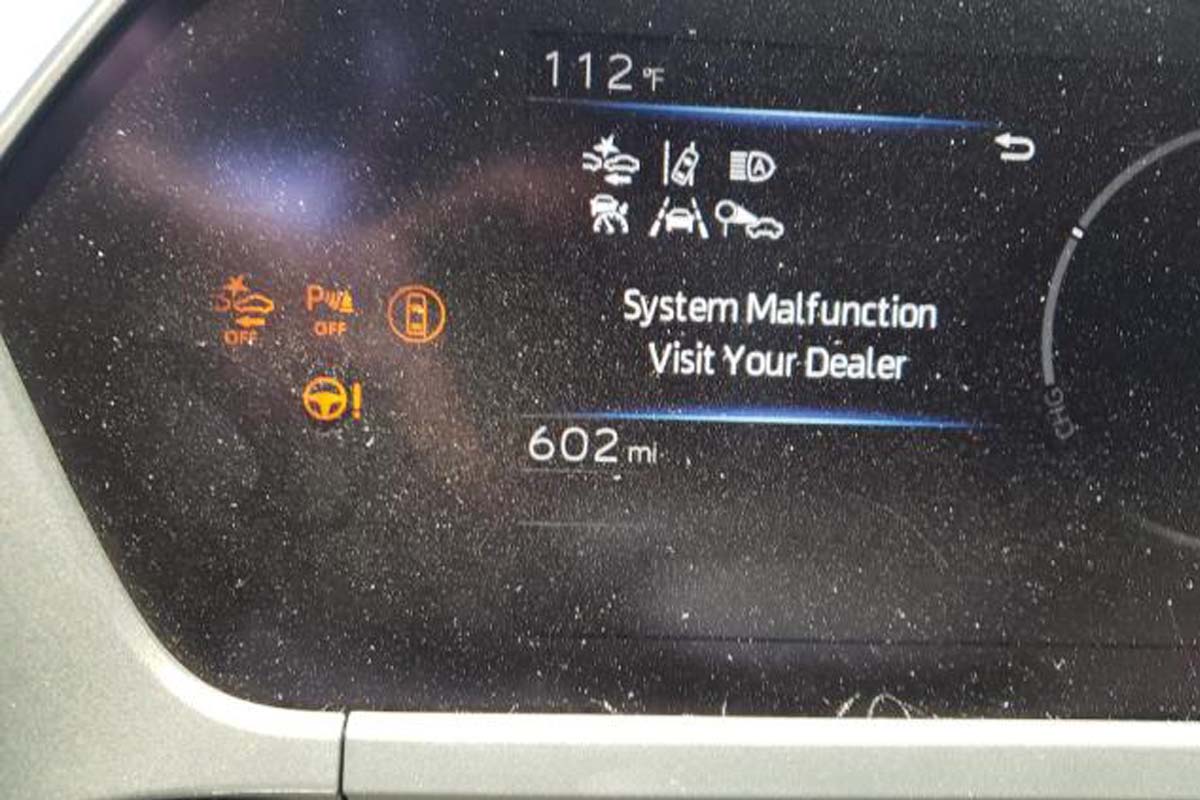 112 °F
A
System Malfunction
Visit Your Dealer
P OFF
OFF
!
602 mi
CHG